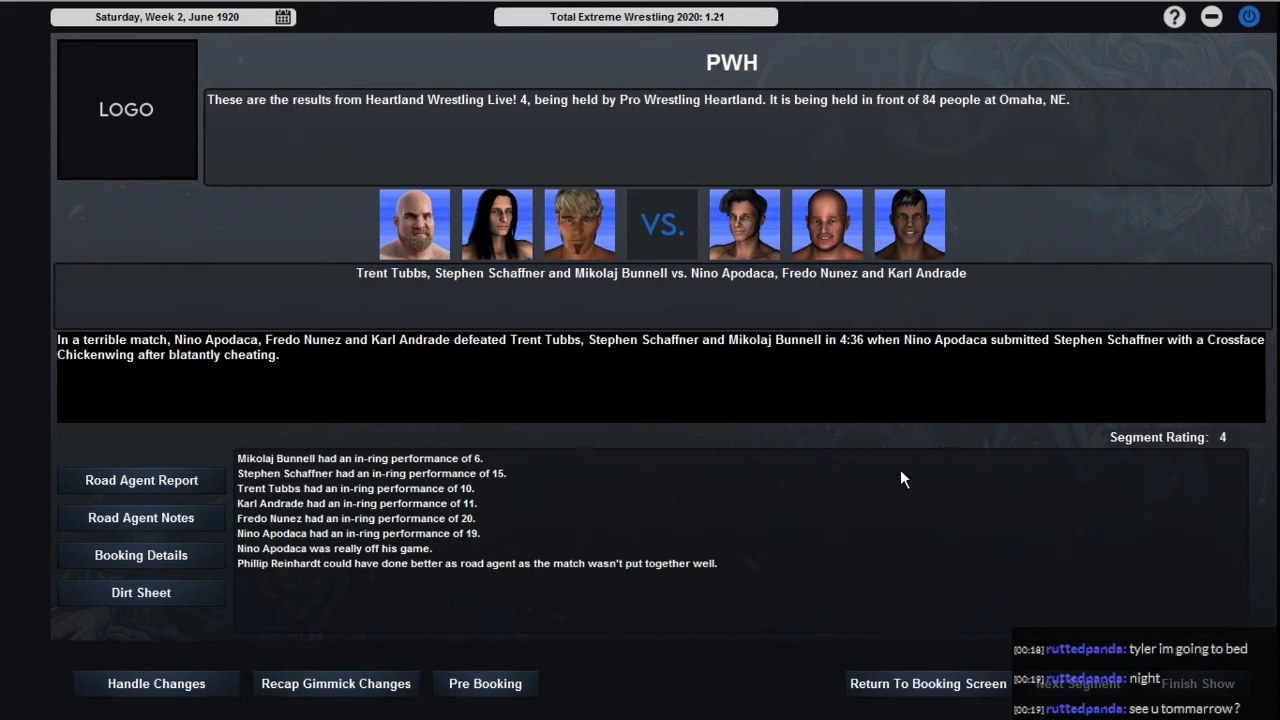 Saturday, Week 2, June 1920
Total Extreme Wrestling 2020: 1.21
?
LOGO
PWH
These are the results from Heartland Wrestling Live! 4, being held by Pro Wrestling Heartland. It is being held in front of 84 people at Omaha, NE.
VS.
Trent Tubbs, Stephen Schaffner and Mikolaj Bunnell vs. Nino Apodaca, Fredo Nunez and Karl Andrade
In a terrible match, Nino Apodaca, Fredo Nunez and Karl Andrade defeated Trent Tubbs, Stephen Schaffner and Mikolaj Bunnell in 4:36 when Nino Apodaca submitted Stephen Schaffner with a Crossface
Chickenwing after blatantly cheating.
Segment Rating: 4
Road Agent Report
Road Agent Notes
Booking Details
Dirt Sheet
Mikolaj Bunnell had an in-ring performance of 6.
Stephen Schaffner had an in-ring performance of 15.
Trent Tubbs had an in-ring performance of 10.
Karl Andrade had an in-ring performance of 11.
Fredo Nunez had an in-ring performance of 20.
Nino Apodaca had an in-ring performance of 19.
Nino Apodaca was really off his game.
Phillip Reinhardt could have done better as road agent as the match wasn't put together well.
Handle Changes
Recap Gimmick Changes
Pre Booking
Return To Booking Screen
Next Segment
Finish Show
[00:18] ruttedpanda: tyler im going to bed
[00:19] ruttedpanda: night
[00:19] ruttedpanda: see u tommarrow?